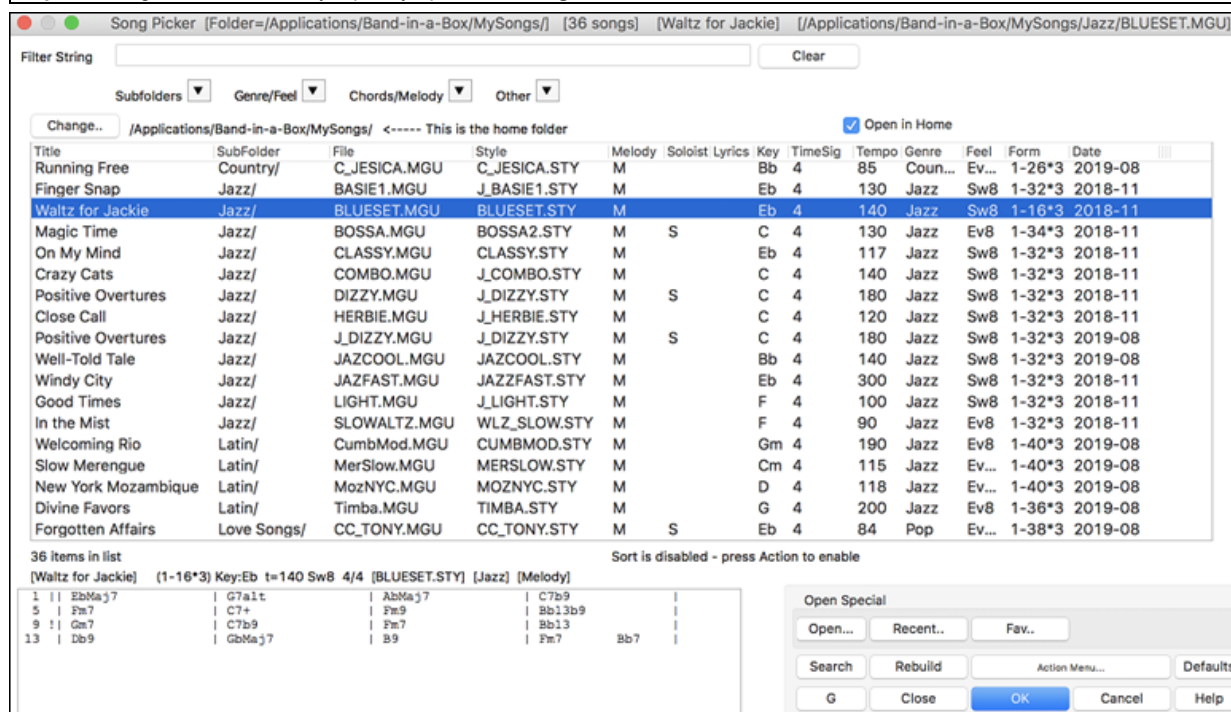 Song Picker [Folder=/Applications/Band-in-a-Box/MySongs/] [36 songs] [Waltz for Jackie] [/Applications/Band-in-a-Box/MySongs/Jazz/BLUESET.MGU]
Filter String Clear
Subfolders ▼ Genre/Feel ▼ Chords/Melody ▼ Other ▼
Change.. /Applications/Band-in-a-Box/MySongs/ <----- This is the home folder Open in Home
Title SubFolder File Style Melody Soloist Lyrics Key TimeSig Tempo Genre Feel Form Date
Running Free Country/ C_JESICA.MGU C_JESICA.STY M Bb 4 85 Coun... Ev... 1-26*3 2019-08
Finger Snap Jazz/ BASIE1.MGU J_BASIE1.STY M Eb 4 130 Jazz Sw8 1-32*3 2018-11
Waltz for Jackie Jazz/ BLUESET.MGU BLUESET.STY M Eb 4 140 Jazz Sw8 1-16*3 2018-11
Magic Time Jazz/ BOSSA.MGU BOSSA2.STY M S C 4 130 Jazz Ev8 1-34*3 2018-11
On My Mind Jazz/ CLASSY.MGU CLASSY.STY M Eb 4 117 Jazz Sw8 1-32*3 2018-11
Crazy Cats Jazz/ COMBO.MGU J_COMBO.STY M C 4 140 Jazz Sw8 1-32*3 2018-11
Positive Overtures Jazz/ DIZZY.MGU J_DIZZY.STY M S C 4 180 Jazz Sw8 1-32*3 2018-11
Close Call Jazz/ HERBIE.MGU J_HERBIE.STY M C 4 120 Jazz Sw8 1-32*3 2018-11
Positive Overtures Jazz/ J_DIZZY.MGU J_DIZZY.STY M S C 4 180 Jazz Sw8 1-32*3 2019-08
Well-Told Tale Jazz/ JAZCOOL.MGU JAZCOOL.STY M Bb 4 140 Jazz Sw8 1-32*3 2019-08
Windy City Jazz/ JAZFAST.MGU JAZZFAST.STY M Eb 4 300 Jazz Sw8 1-32*3 2018-11
Good Times Jazz/ LIGHT.MGU J_LIGHT.STY M F 4 100 Jazz Sw8 1-32*3 2018-11
In the Mist Jazz/ SLOWALTZ.MGU WLZ_SLOW.STY M F 4 90 Jazz Ev8 1-32*3 2018-11
Welcoming Rio Latin/ CumbMod.MGU CUMBMOD.STY M Gm 4 190 Jazz Ev8 1-40*3 2019-08
Slow Merengue Latin/ MerSlow.MGU MERSLOW.STY M Cm 4 115 Jazz Ev... 1-40*3 2019-08
New York Mozambique Latin/ MozNYC.MGU MOZNYC.STY M D 4 118 Jazz Ev... 1-40*3 2019-08
Divine Favors Latin/ Timba.MGU TIMBA.STY M G 4 200 Jazz Ev8 1-36*3 2019-08
Forgotten Affairs Love Songs/ CC_TONY.MGU CC_TONY.STY M S Eb 4 84 Pop Ev... 1-38*3 2019-08
36 items in list Sort is disabled - press Action to enable
[Waltz for Jackie] (1-16*3) Key:Eb t=140 Sw8 4/4 [BLUESET.STY] [Jazz] [Melody]
1 || EbMaj7 | G7alt | AbMaj7 | C7b9 |
5 | Fm7 | C7+ | Fm9 | Bb13b9 |
9 !| Gm7 | C7b9 | Fm7 | Bb13 |
13 | Db9 | GbMaj7 | B9 | Fm7 Bb7 |
Open Special
Open... Recent.. Fav..
Search Rebuild Action Menu... Defaults
G Close OK Cancel Help